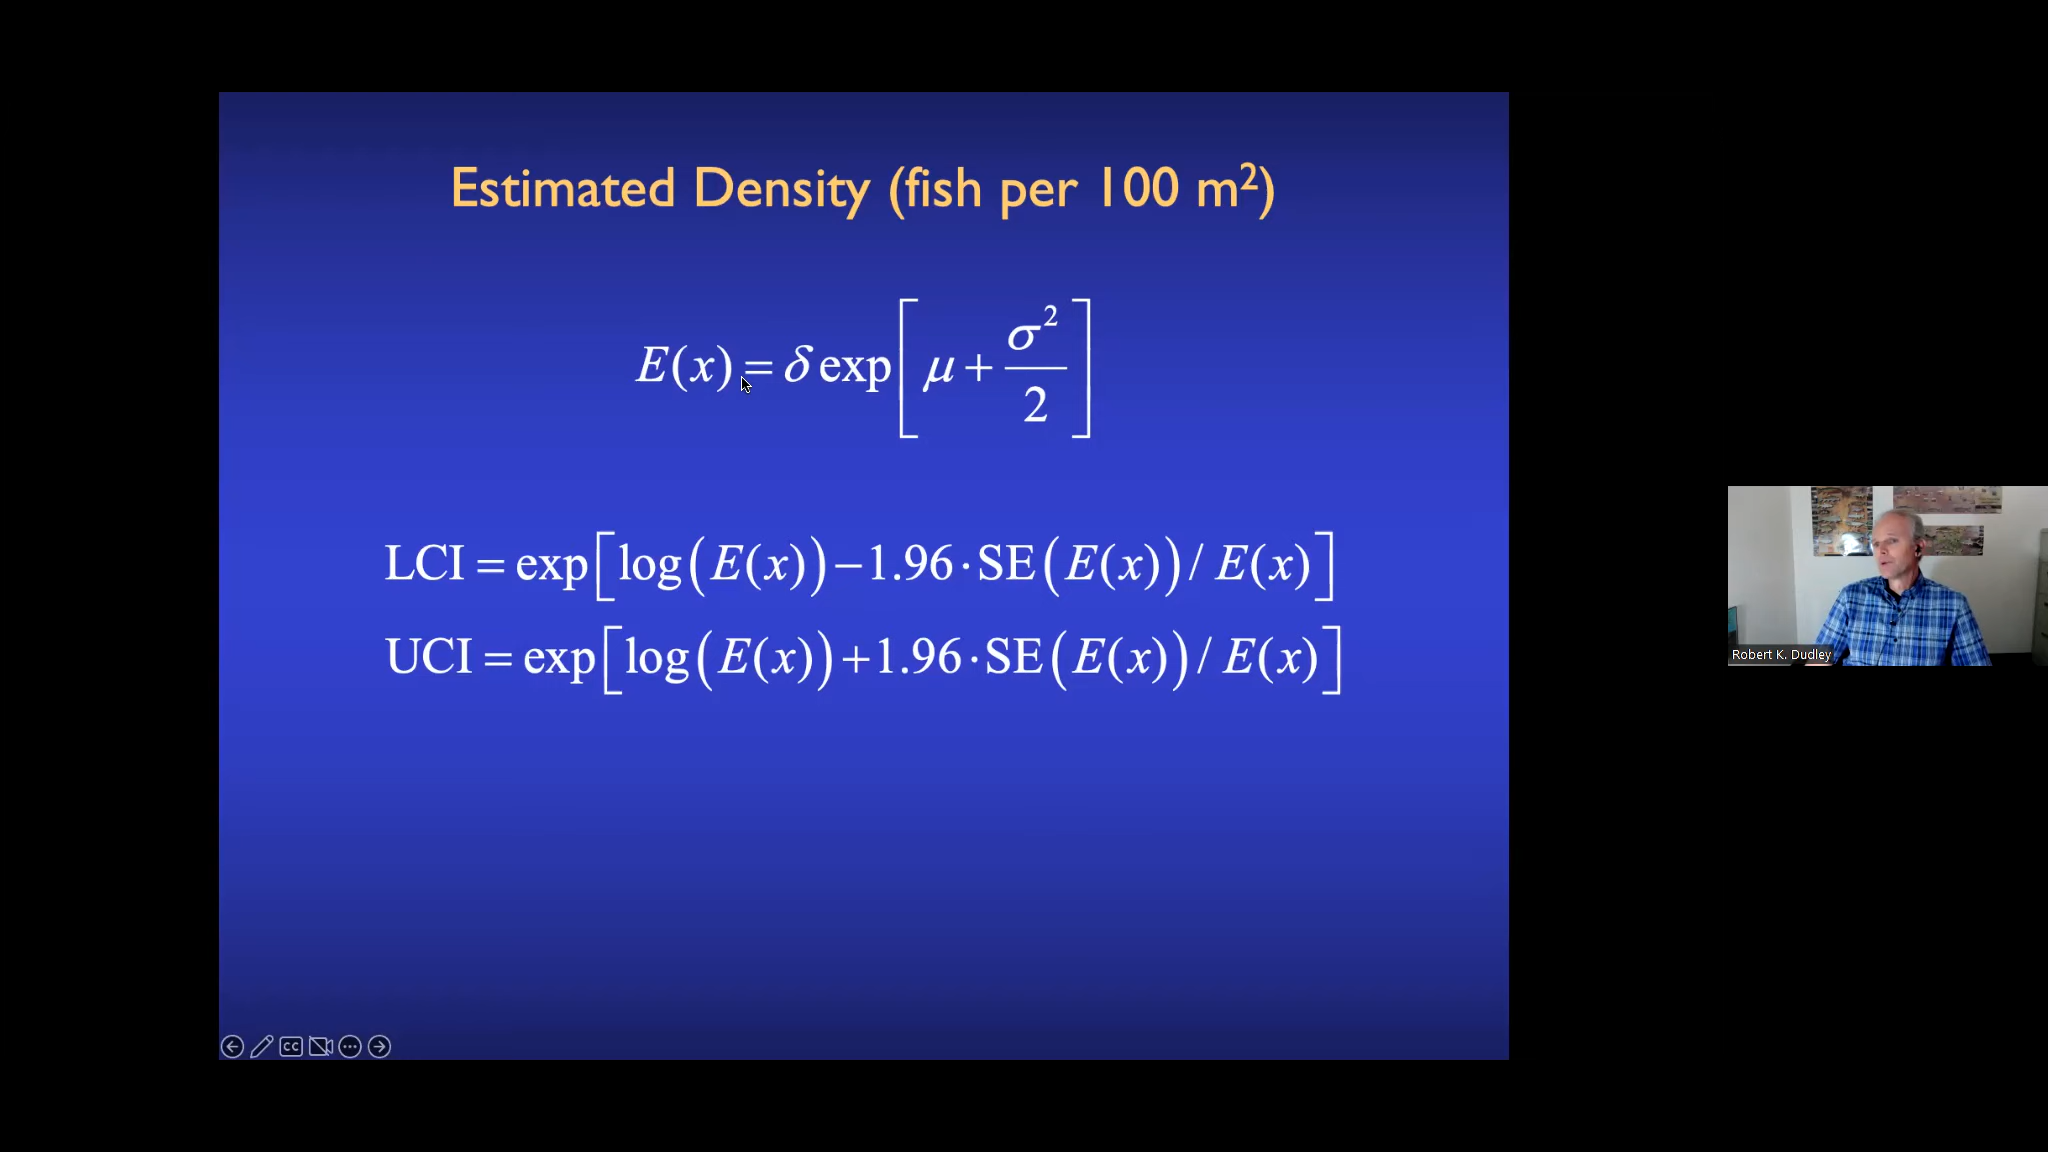 Estimated Density (fish per 100 m²)
E(x) = δ exp[μ + σ²/2]
LCI = exp[log(E(x)) − 1.96 · SE(E(x)) / E(x)]
UCI = exp[log(E(x)) + 1.96 · SE(E(x)) / E(x)]
Robert K. Dudley
CC